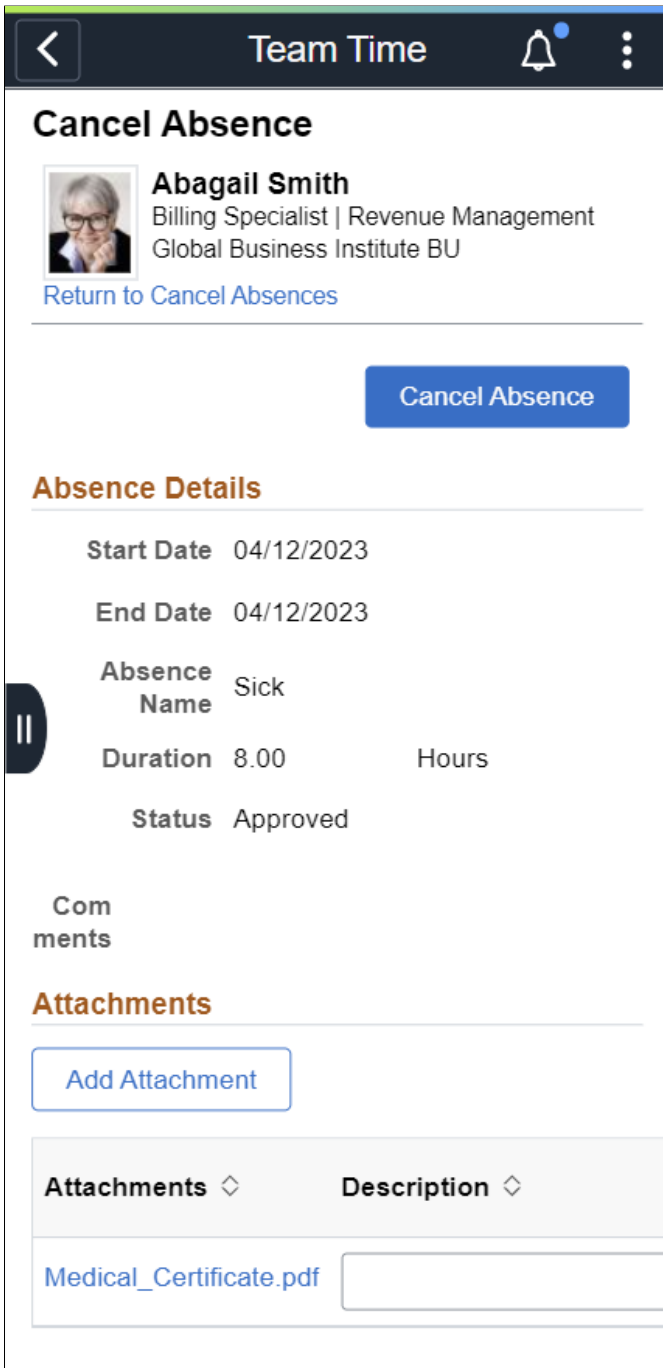 Team Time
Cancel Absence
Abagail Smith
Billing Specialist | Revenue Management
Global Business Institute BU
Return to Cancel Absences
Cancel Absence
Absence Details
Start Date 04/12/2023
End Date 04/12/2023
Absence
Name Sick
Duration 8.00 Hours
Status Approved
Com
ments
Attachments
Add Attachment
Attachments Description
Medical_Certificate.pdf